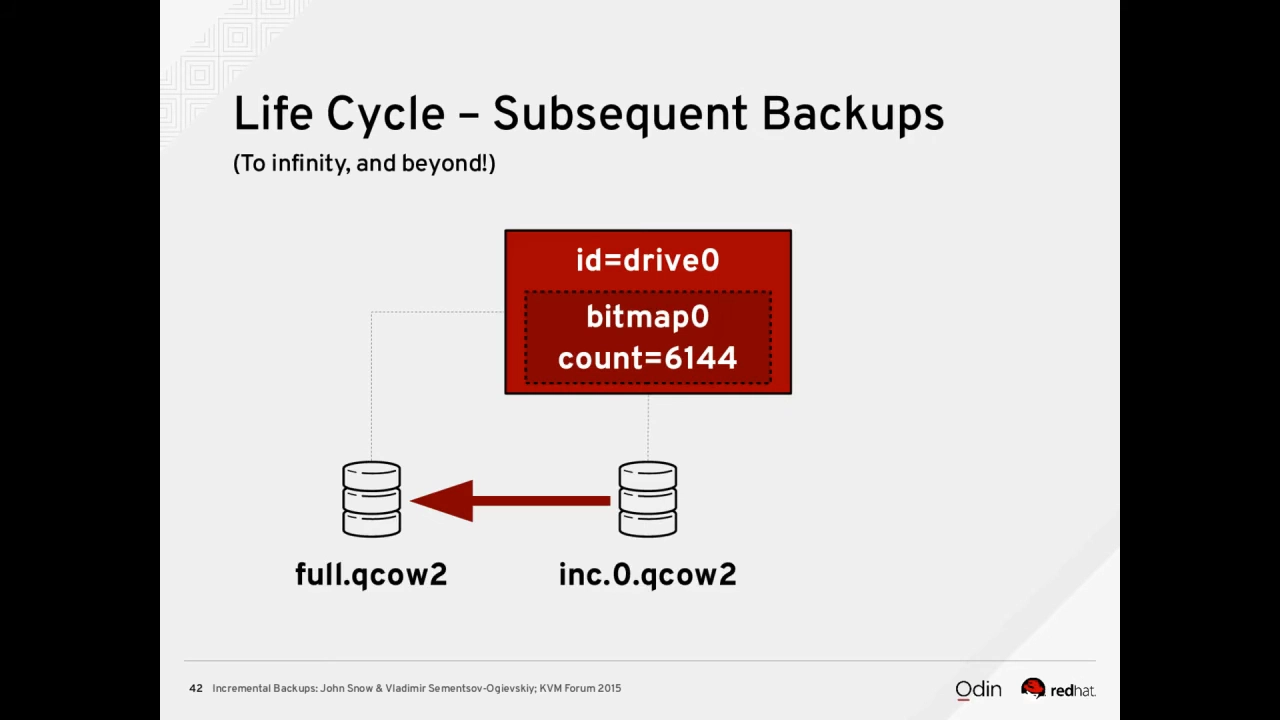 Life Cycle – Subsequent Backups
(To infinity, and beyond!)
id=drive0
bitmap0
count=6144
full.qcow2
inc.0.qcow2
42 Incremental Backups: John Snow & Vladimir Sementsov-Ogievskiy; KVM Forum 2015
Odin
redhat.